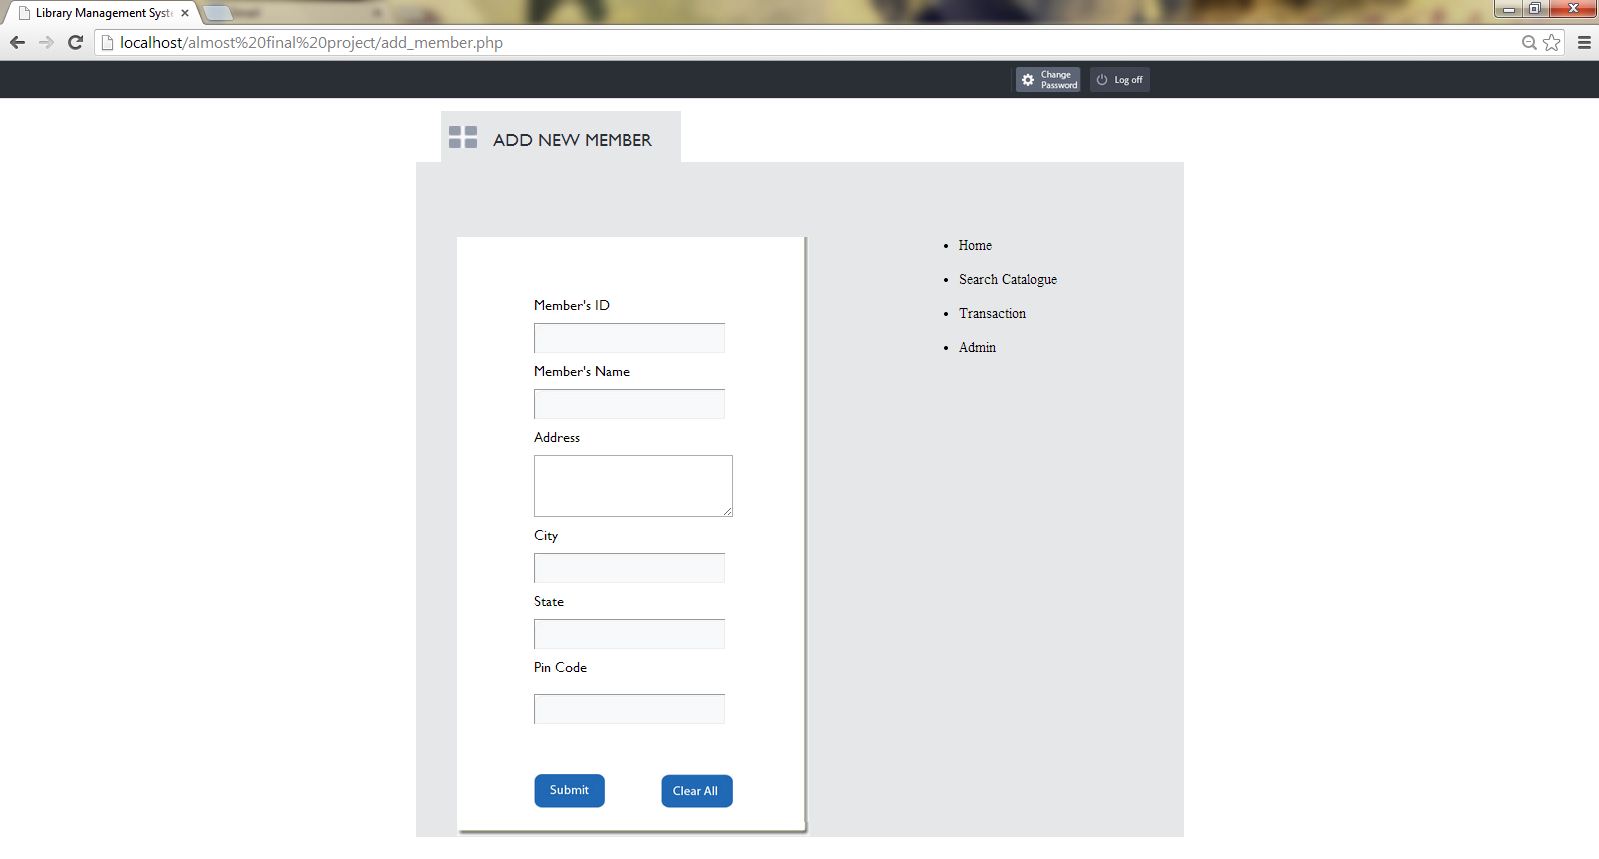 Library Management Syst
localhost/almost%20final%20project/add_member.php
Change
Password
Log off
ADD NEW MEMBER
Member's ID
Member's Name
Address
City
State
Pin Code
Submit
Clear All
Home
Search Catalogue
Transaction
Admin